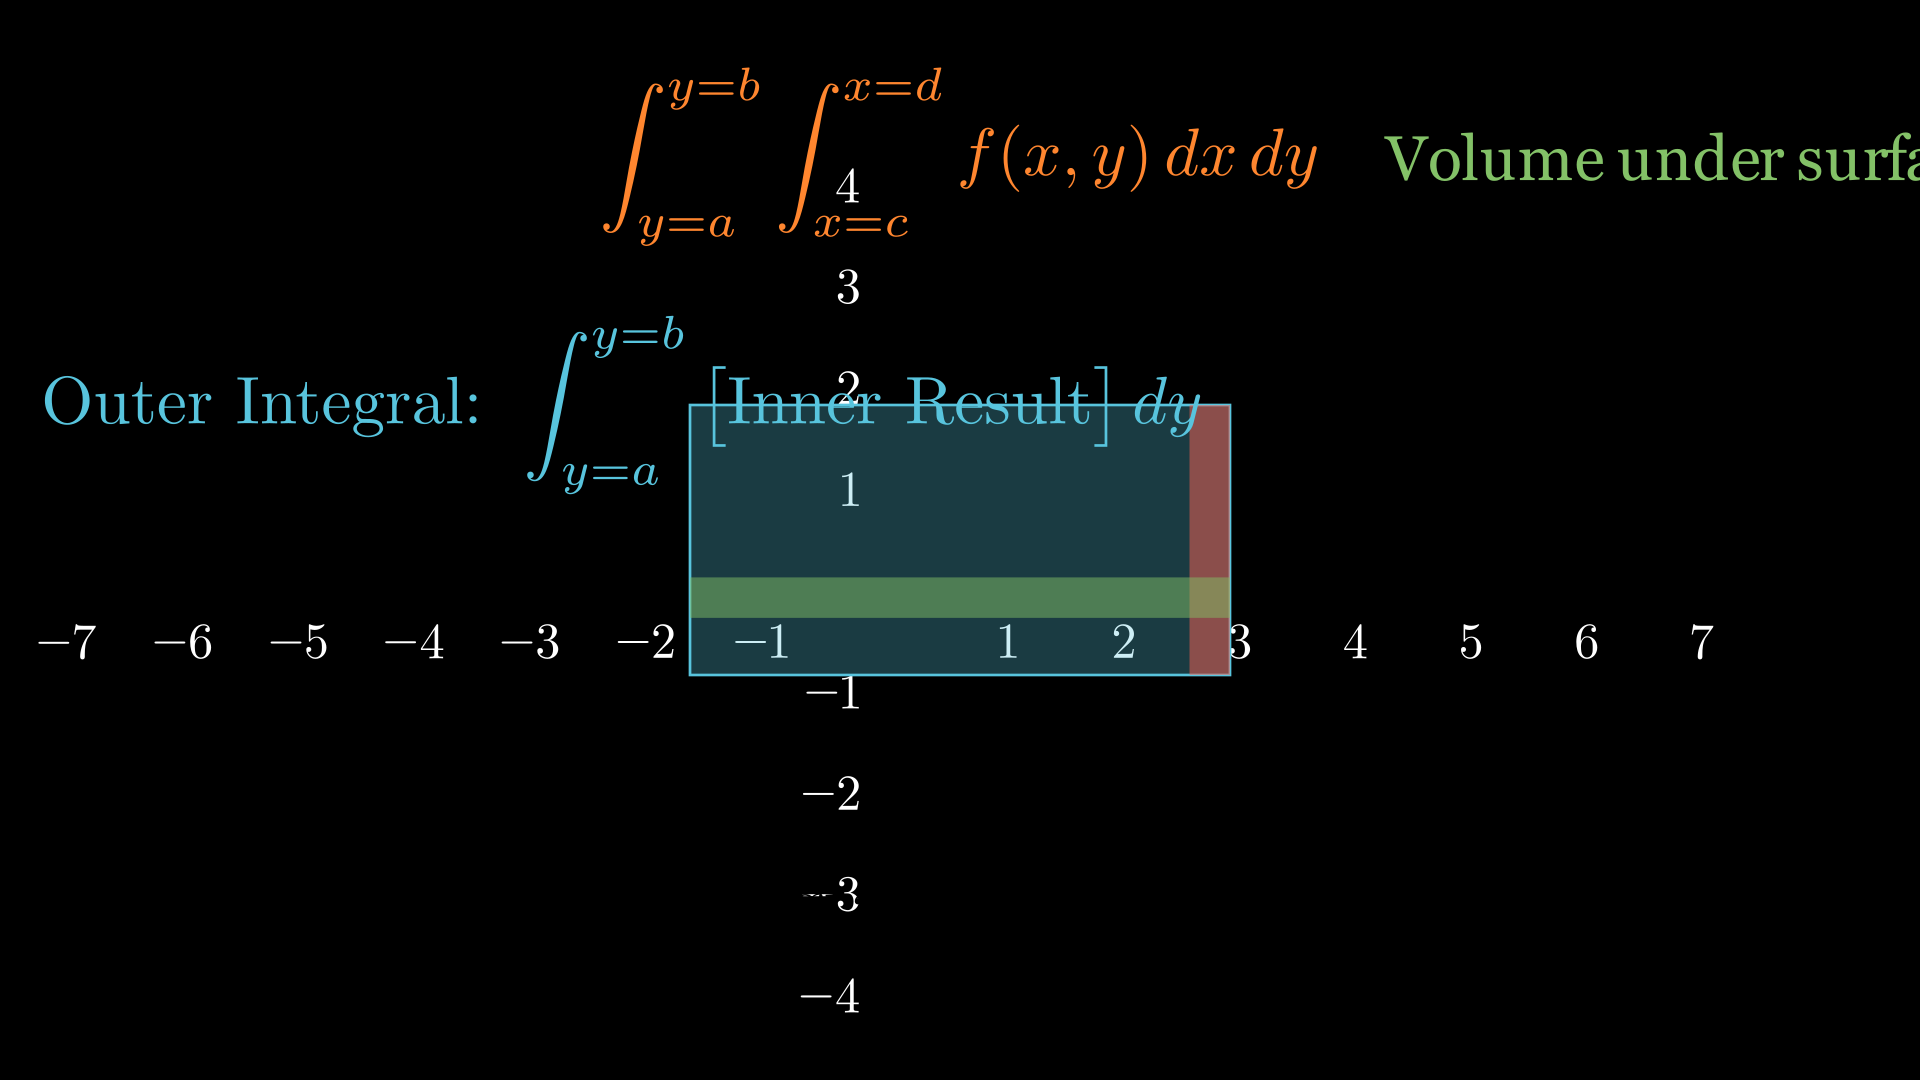 ∫_{y=a}^{y=b} ∫_{x=c}^{x=d} f(x, y) dx dy Volume under
4
3
Outer Integral: ∫_{y=a}^{y=b} [Inner Result] dy
2
1
−7 −6 −5 −4 −3 −2 −1 1 2 3 4 5 6 7
−1
−2
−3
−4